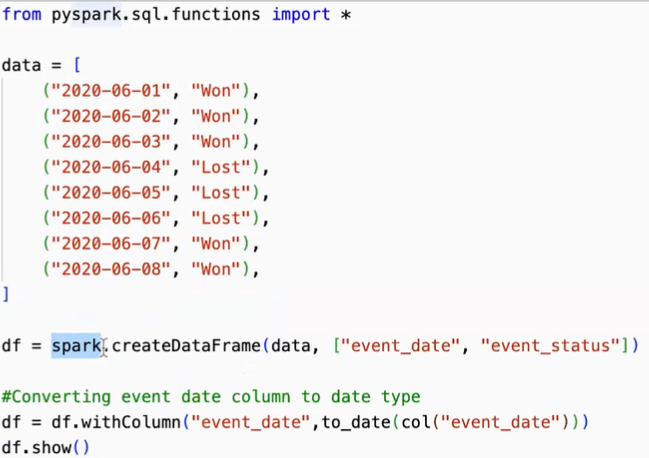 from pyspark.sql.functions import *
data = [
("2020-06-01", "Won"),
("2020-06-02", "Won"),
("2020-06-03", "Won"),
("2020-06-04", "Lost"),
("2020-06-05", "Lost"),
("2020-06-06", "Lost"),
("2020-06-07", "Won"),
("2020-06-08", "Won"),
]
df = spark.createDataFrame(data, ["event_date", "event_status"])
#Converting event date column to date type
df = df.withColumn("event_date",to_date(col("event_date")))
df.show()